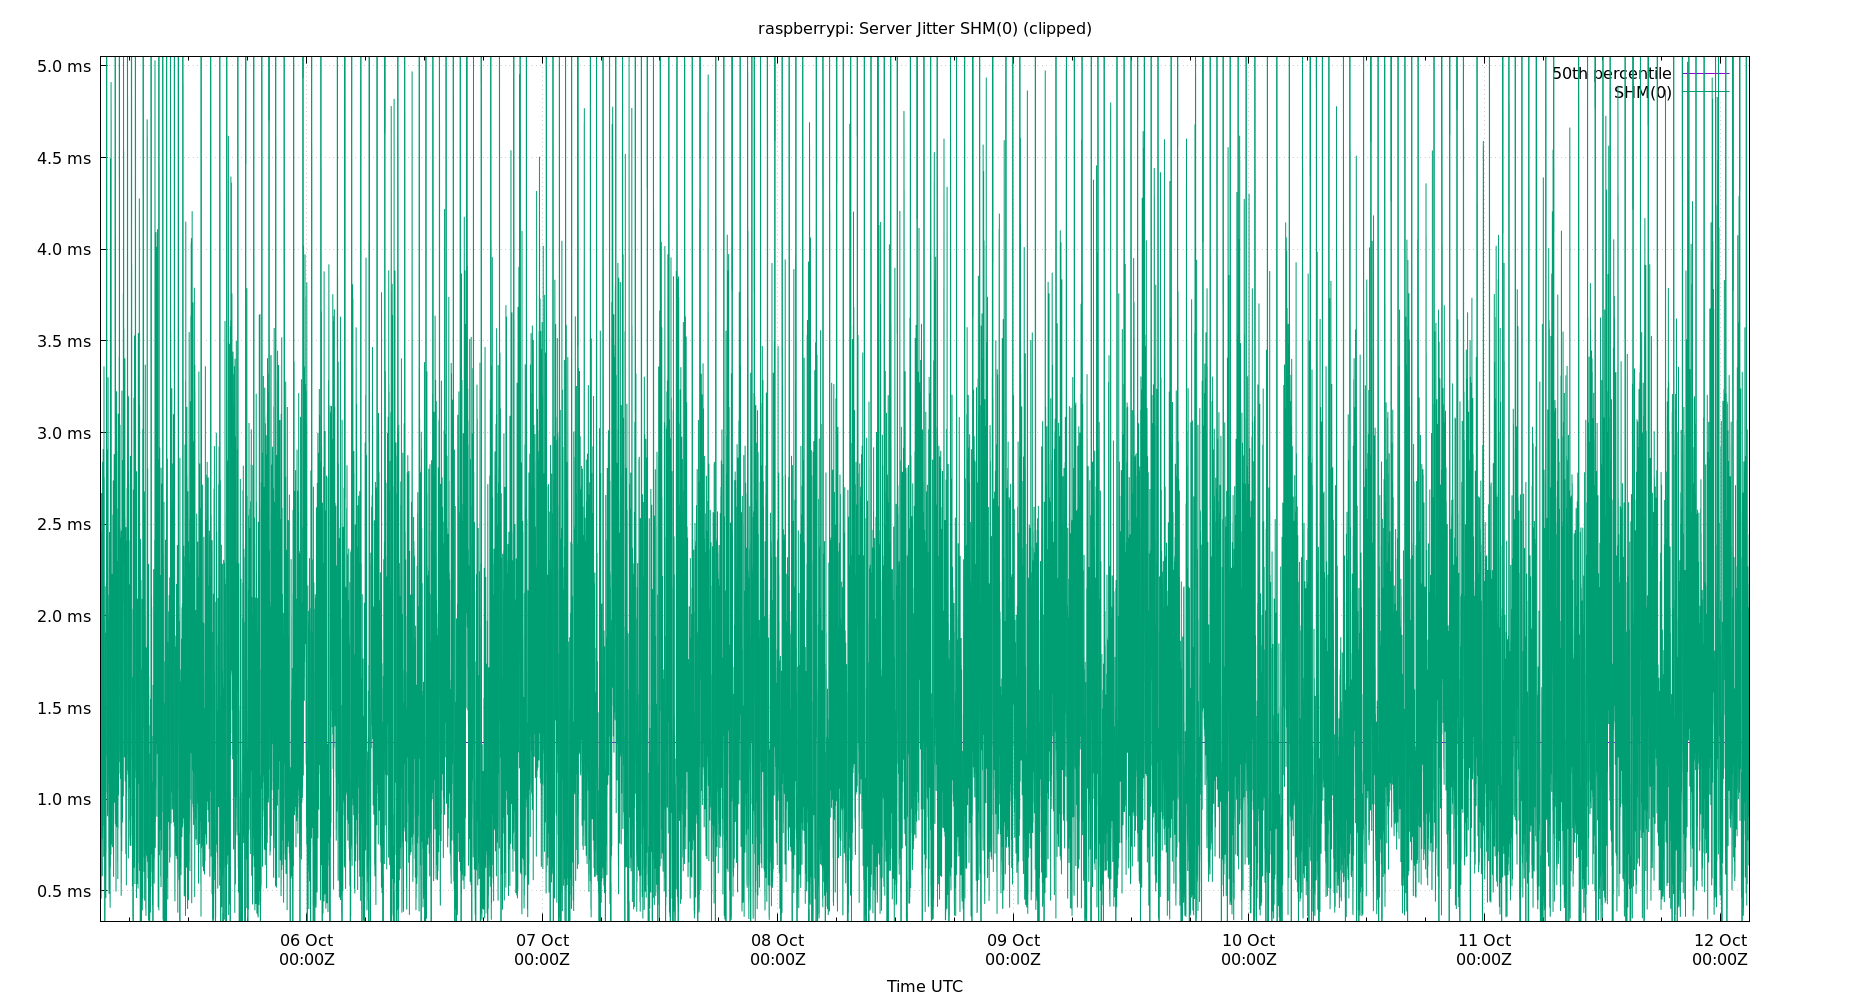 raspberrypi: Server Jitter SHM(0) (clipped)
5.0 ms
50th percentile
SHM(0)
4.5 ms
4.0 ms
3.5 ms
3.0 ms
2.5 ms
2.0 ms
1.5 ms
1.0 ms
0.5 ms
06 Oct 07 Oct 08 Oct 09 Oct 10 Oct 11 Oct 12 Oct
00:00Z 00:00Z 00:00Z 00:00Z 00:00Z 00:00Z 00:00Z
Time UTC